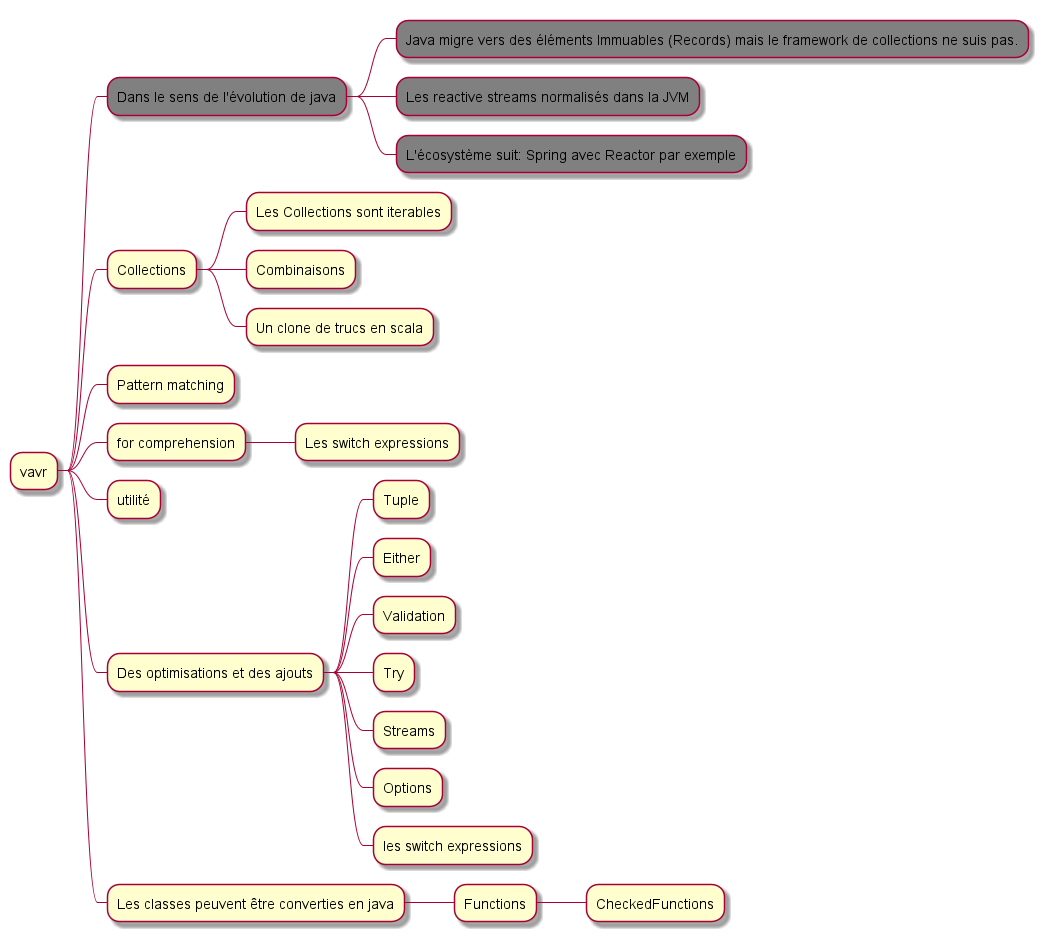 vavr
Dans le sens de l'évolution de java
Java migre vers des éléments Immuables (Records) mais le framework de collections ne suis pas.
Les reactive streams normalisés dans la JVM
L'écosystème suit: Spring avec Reactor par exemple
Collections
Les Collections sont iterables
Combinaisons
Un clone de trucs en scala
Pattern matching
for comprehension
Les switch expressions
utilité
Des optimisations et des ajouts
Tuple
Either
Validation
Try
Streams
Options
les switch expressions
Les classes peuvent être converties en java
Functions
CheckedFunctions